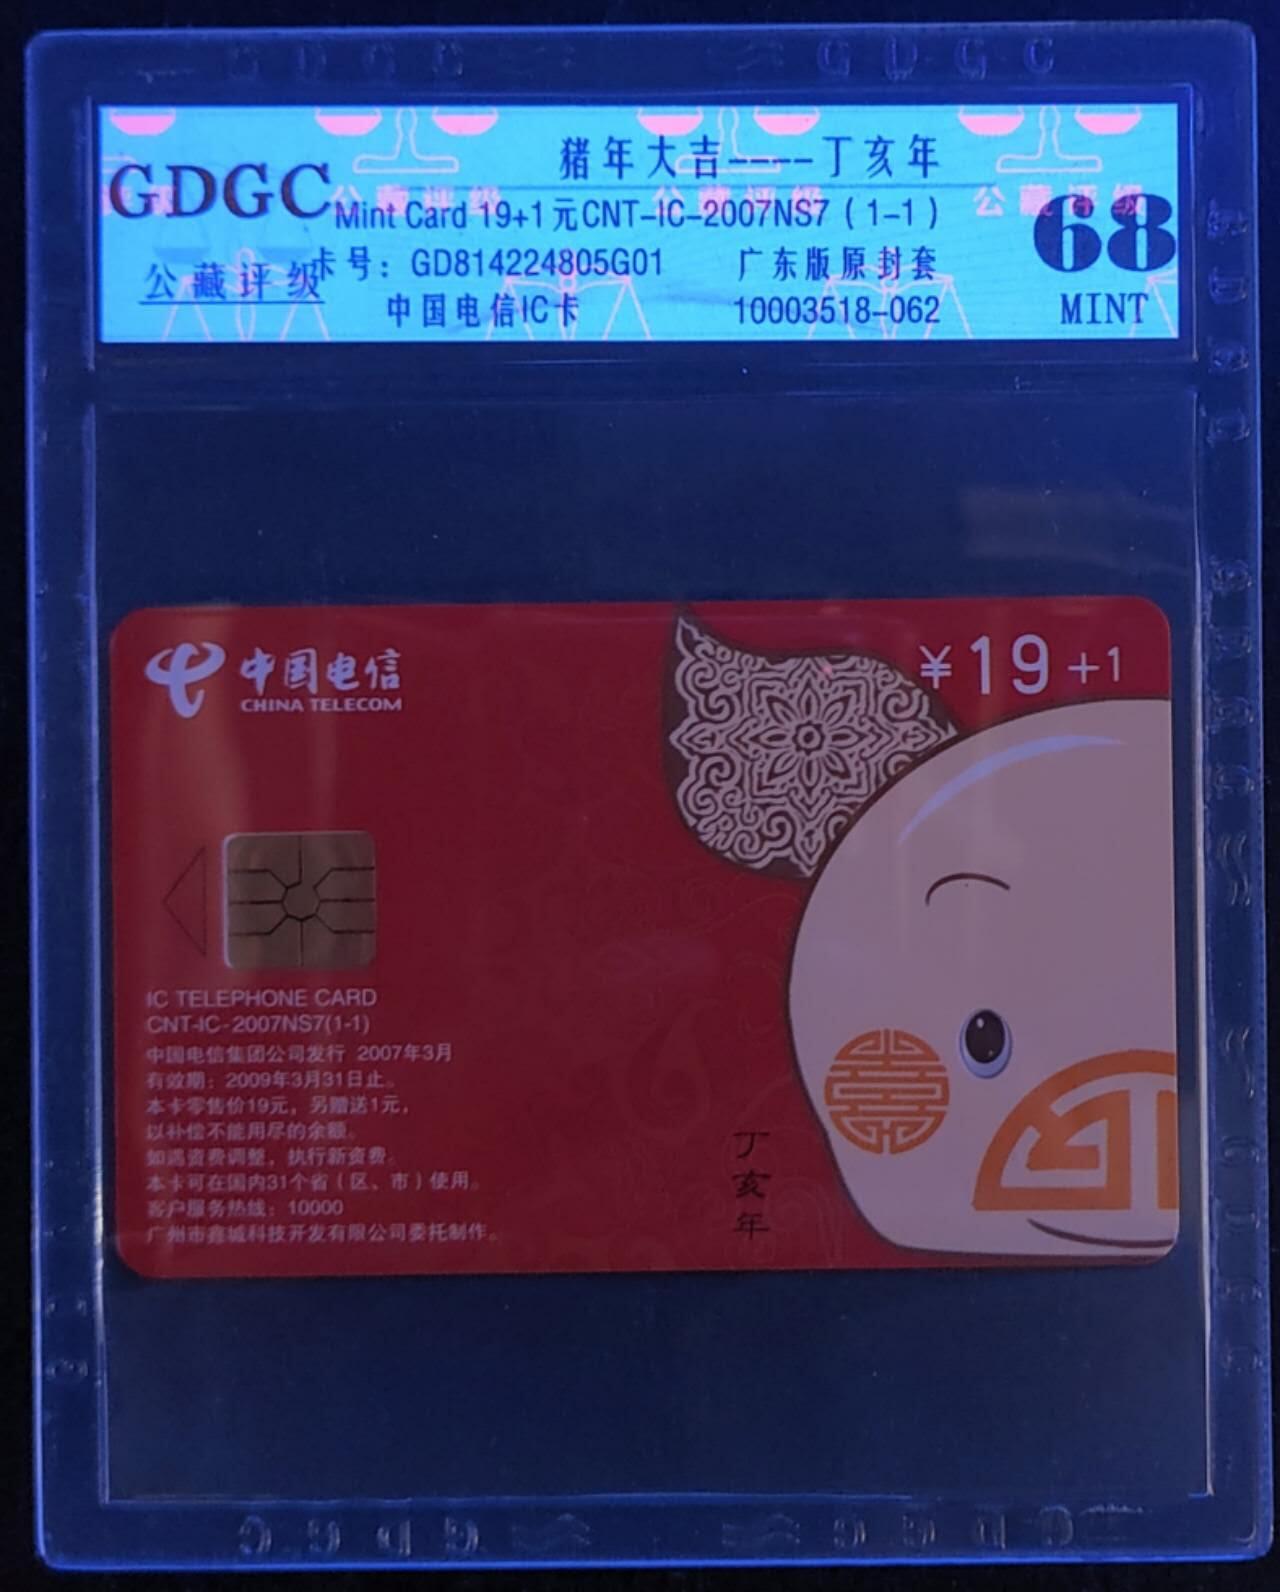 GDGC
公藏评级
猪年大吉----丁亥年
Mint Card 19+1元CNT-IC-2007NS7（1-1）
卡号：GD814224805G01 广东版原封套
中国电信IC卡 10003518-062
68
MINT
中国电信
CHINA TELECOM
¥19+1
IC TELEPHONE CARD
CNT-IC-2007NS7(1-1)
中国电信集团公司发行 2007年3月
有效期：2009年3月31日止。
本卡零售价19元，另赠送1元，
以补偿不能用尽的余额。
如遇资费调整，执行新资费。
本卡可在国内31个省（区、市）使用。
客户服务热线：10000
广州市鑫城科技开发有限公司委托制作。
丁亥年